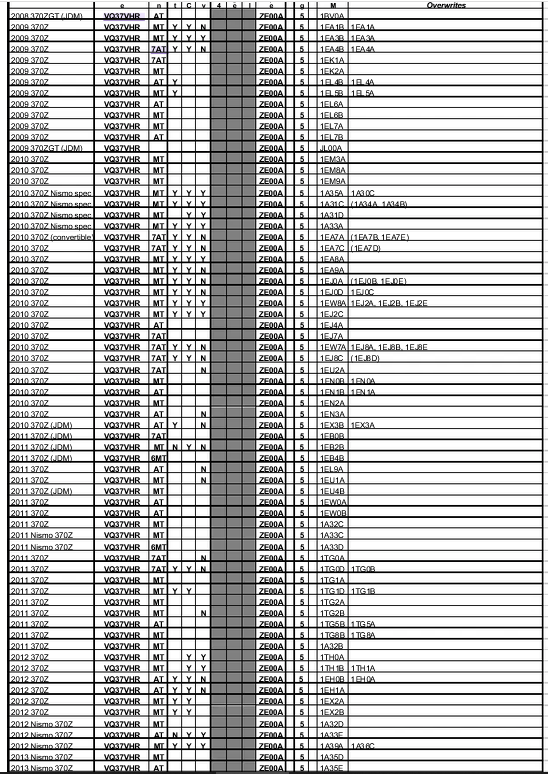 e n t C v 4 e l e g M Overwrites
2008 370ZGT (JDM) VQ37VHR AT ZE00A 5 1BV0A
2009 370Z VQ37VHR MT Y Y Y ZE00A 5 1EA1B 1EA1A
2009 370Z VQ37VHR MT Y Y Y ZE00A 5 1EA3B 1EA3A
2009 370Z VQ37VHR 7AT Y Y N ZE00A 5 1EA4B 1EA4A
2009 370Z VQ37VHR 7AT ZE00A 5 1EK1A
2009 370Z VQ37VHR MT ZE00A 5 1EK2A
2009 370Z VQ37VHR AT Y ZE00A 5 1EL4B 1EL4A
2009 370Z VQ37VHR MT Y ZE00A 5 1EL5B 1EL5A
2009 370Z VQ37VHR AT ZE00A 5 1EL6A
2009 370Z VQ37VHR MT ZE00A 5 1EL6B
2009 370Z VQ37VHR MT ZE00A 5 1EL7A
2009 370Z VQ37VHR AT ZE00A 5 1EL7B
2009 370ZGT (JDM) VQ37VHR ZE00A 5 JL00A
2010 370Z VQ37VHR MT ZE00A 5 1EM3A
2010 370Z VQ37VHR MT ZE00A 5 1EM8A
2010 370Z VQ37VHR MT ZE00A 5 1EM9A
2010 370Z Nismo spec VQ37VHR MT Y Y Y ZE00A 5 1A35A 1A30C
2010 370Z Nismo spec VQ37VHR MT Y Y Y ZE00A 5 1A31C (1A34A, 1A34B)
2010 370Z Nismo spec VQ37VHR MT Y Y ZE00A 5 1A31D
2010 370Z Nismo spec VQ37VHR MT Y Y ZE00A 5 1A33A
2010 370Z (convertible) VQ37VHR 7AT Y Y N ZE00A 5 1EA7A (1EA7B, 1EA7E)
2010 370Z VQ37VHR 7AT Y Y N ZE00A 5 1EA7C (1EA7D)
2010 370Z VQ37VHR MT Y Y Y ZE00A 5 1EA8A
2010 370Z VQ37VHR MT ZE00A 5 1EA9A
2010 370Z VQ37VHR MT Y Y Y ZE00A 5 1EJ0A (1EJ0B, 1EJ0E)
2010 370Z VQ37VHR MT Y Y Y ZE00A 5 1EJ0D 1EJ0C
2010 370Z VQ37VHR MT Y Y Y ZE00A 5 1EW8A 1EJ2A, 1EJ2B, 1EJ2E
2010 370Z VQ37VHR MT Y Y Y ZE00A 5 1EJ2C
2010 370Z VQ37VHR AT ZE00A 5 1EJ4A
2010 370Z VQ37VHR 7AT ZE00A 5 1EJ7A
2010 370Z VQ37VHR 7AT Y Y N ZE00A 5 1EW7A 1EJ8A, 1EJ8B, 1EJ8E
2010 370Z VQ37VHR 7AT Y Y N ZE00A 5 1EJ8C (1EJ8D)
2010 370Z VQ37VHR 7AT N ZE00A 5 1EU2A
2010 370Z VQ37VHR MT ZE00A 5 1EN0B 1EN0A
2010 370Z VQ37VHR AT ZE00A 5 1EN1B 1EN1A
2010 370Z VQ37VHR MT ZE00A 5 1EN2A
2010 370Z VQ37VHR AT N ZE00A 5 1EN3A
2010 370Z (JDM) VQ37VHR AT Y N ZE00A 5 1EX3B 1EX3A
2011 370Z (JDM) VQ37VHR 7AT ZE00A 5 1EB0B
2011 370Z (JDM) VQ37VHR MT N Y N ZE00A 5 1EB2B
2011 370Z (JDM) VQ37VHR 6MT ZE00A 5 1EB4B
2011 370Z VQ37VHR AT N ZE00A 5 1EL9A
2011 370Z VQ37VHR MT N ZE00A 5 1EU1A
2011 370Z (JDM) VQ37VHR MT ZE00A 5 1EU4B
2011 370Z VQ37VHR AT ZE00A 5 1EW0A
2011 370Z VQ37VHR AT ZE00A 5 1EW0B
2011 370Z VQ37VHR MT ZE00A 5 1A32C
2011 Nismo 370Z VQ37VHR MT ZE00A 5 1A33C
2011 Nismo 370Z VQ37VHR 6MT ZE00A 5 1A33D
2011 370Z VQ37VHR 7AT N ZE00A 5 1TG0A
2011 370Z VQ37VHR 7AT Y Y N ZE00A 5 1TG0D 1TG0B
2011 370Z VQ37VHR MT ZE00A 5 1TG1A
2011 370Z VQ37VHR MT Y Y ZE00A 5 1TG1D 1TG1B
2011 370Z VQ37VHR MT ZE00A 5 1TG2A
2011 370Z VQ37VHR MT N ZE00A 5 1TG2B
2011 370Z VQ37VHR AT ZE00A 5 1TG5B 1TG5A
2011 370Z VQ37VHR MT ZE00A 5 1TG8B 1TG8A
2011 370Z VQ37VHR MT ZE00A 5 1A32B
2012 370Z VQ37VHR MT Y Y ZE00A 5 1TH0A
2012 370Z VQ37VHR MT Y Y ZE00A 5 1TH1B 1TH1A
2012 370Z VQ37VHR AT Y Y N ZE00A 5 1EH0B 1EH0A
2012 370Z VQ37VHR AT Y Y N ZE00A 5 1EH1A
2012 370Z VQ37VHR MT Y Y ZE00A 5 1EX2A
2012 370Z VQ37VHR MT Y Y ZE00A 5 1EX2B
2012 Nismo 370Z VQ37VHR MT ZE00A 5 1A32D
2012 Nismo 370Z VQ37VHR AT N Y Y ZE00A 5 1A33E
2012 Nismo 370Z VQ37VHR MT Y Y Y ZE00A 5 1A39A 1A36C
2013 Nismo 370Z VQ37VHR MT ZE00A 5 1A35D
2013 Nismo 370Z VQ37VHR AT ZE00A 5 1A35E